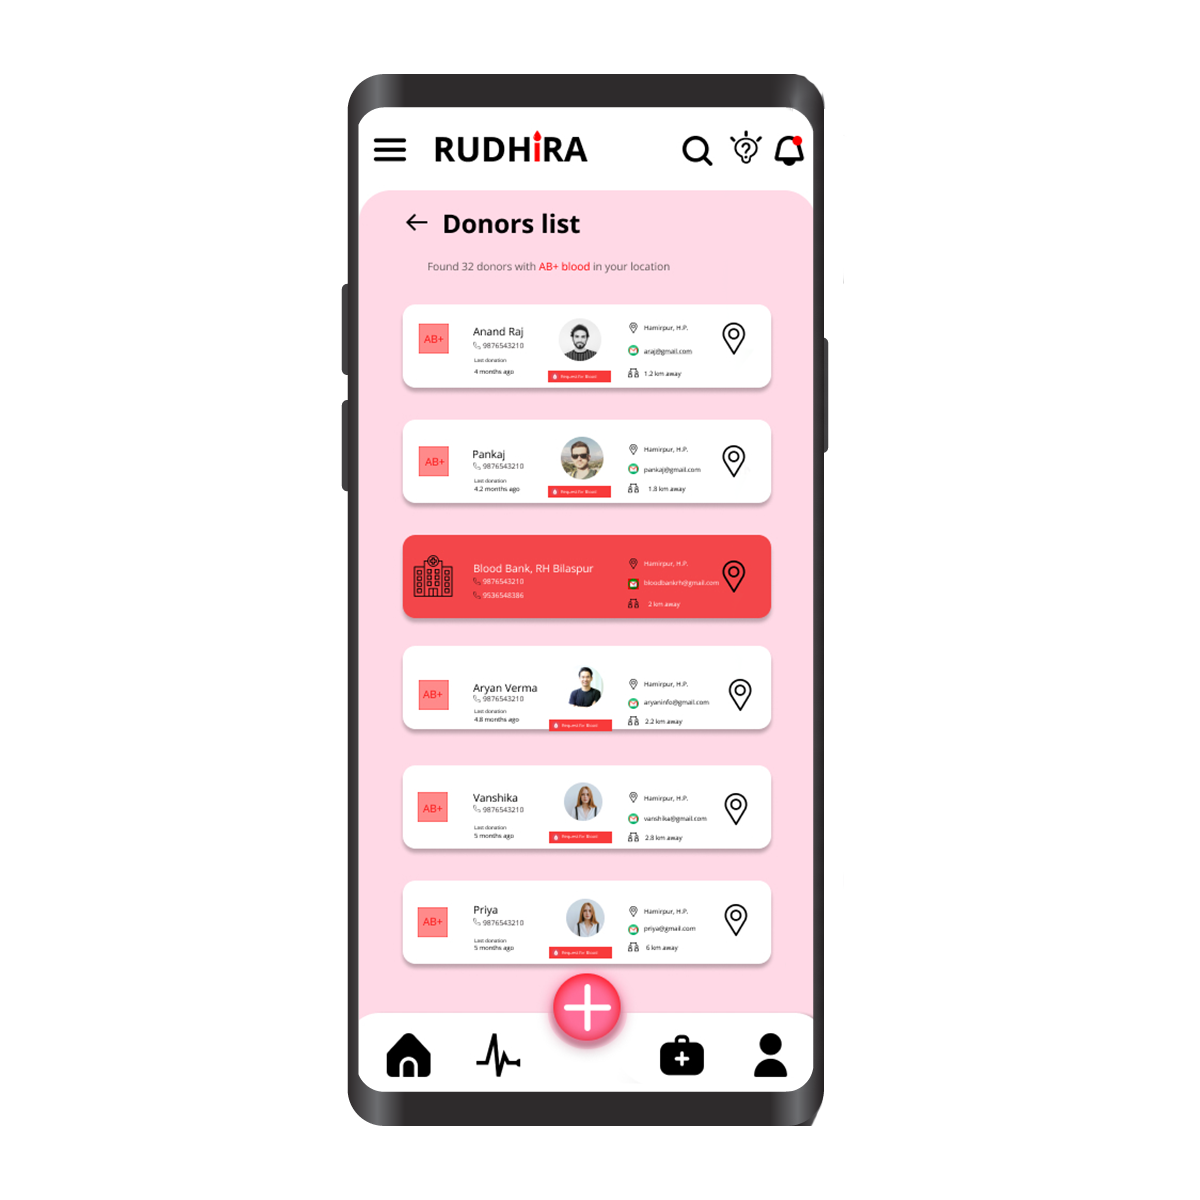 RUDHiRA
Donors list
Found 32 donors with AB+ blood in your location
AB+
Anand Raj
9876543210
Last donation
4 months ago
Request for Blood
Hamirpur, H.P.
araj@gmail.com
1.2 km away
AB+
Pankaj
9876543210
Last donation
4.2 months ago
Request for Blood
Hamirpur, H.P.
pankaj@gmail.com
1.8 km away
Blood Bank, RH Bilaspur
9876543210
9536548386
Hamirpur, H.P.
bloodbankrh@gmail.com
2 km away
AB+
Aryan Verma
9876543210
Last donation
4.8 months ago
Request for Blood
Hamirpur, H.P.
aryaninfo@gmail.com
2.2 km away
AB+
Vanshika
9876543210
Last donation
5 months ago
Request for Blood
Hamirpur, H.P.
vanshika@gmail.com
2.8 km away
AB+
Priya
9876543210
Last donation
5 months ago
Request for Blood
Hamirpur, H.P.
priya@gmail.com
6 km away